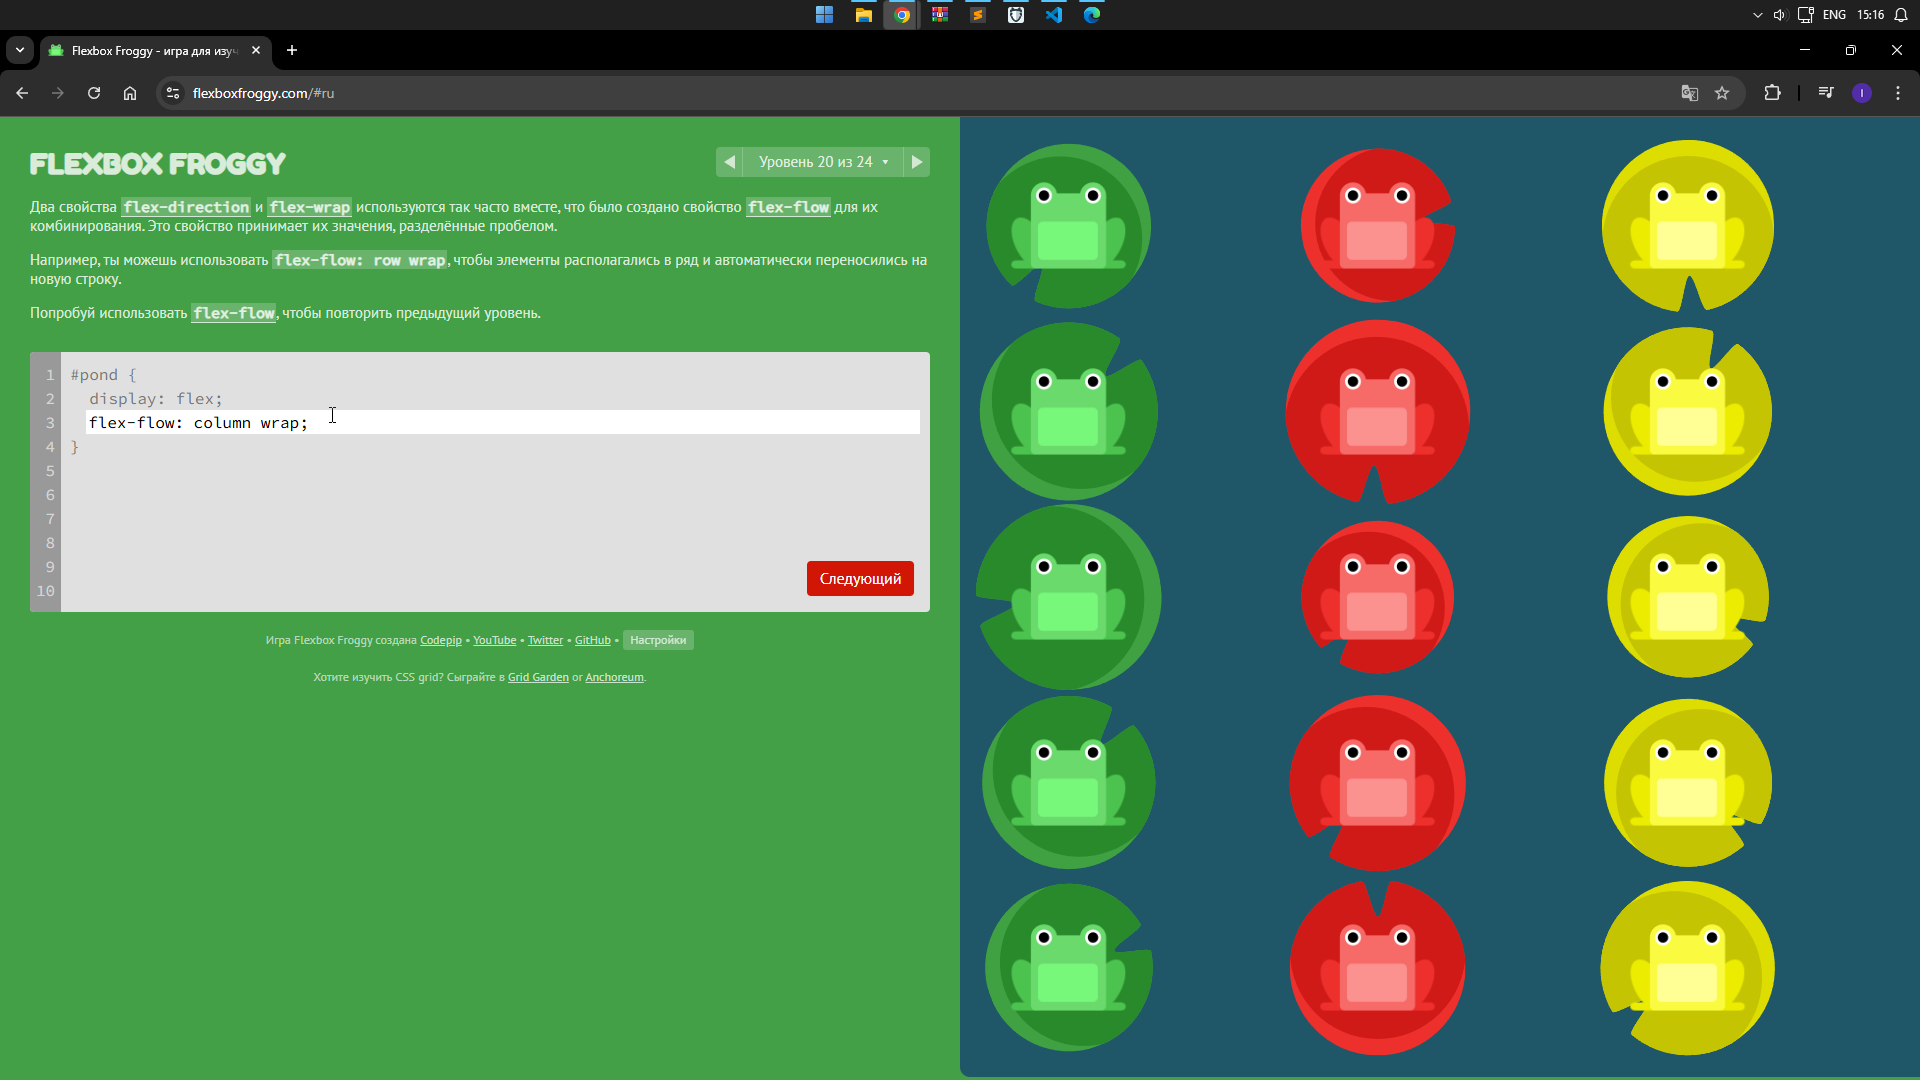 ENG
15:16
Flexbox Froggy - игра для изуч
flexboxfroggy.com/#ru
I
FLEXBOX FROGGY
Уровень 20 из 24
Два свойства flex-direction и flex-wrap используются так часто вместе, что было создано свойство flex-flow для их
комбинирования. Это свойство принимает их значения, разделённые пробелом.
Например, ты можешь использовать flex-flow: row wrap, чтобы элементы располагались в ряд и автоматически переносились на
новую строку.
Попробуй использовать flex-flow, чтобы повторить предыдущий уровень.
1 #pond {
2 display: flex;
3 flex-flow: column wrap;
4 }
5
6
7
8
9
10
Следующий
Игра Flexbox Froggy создана Codepip • YouTube • Twitter • GitHub • Настройки
Хотите изучить CSS grid? Сыграйте в Grid Garden or Anchoreum.